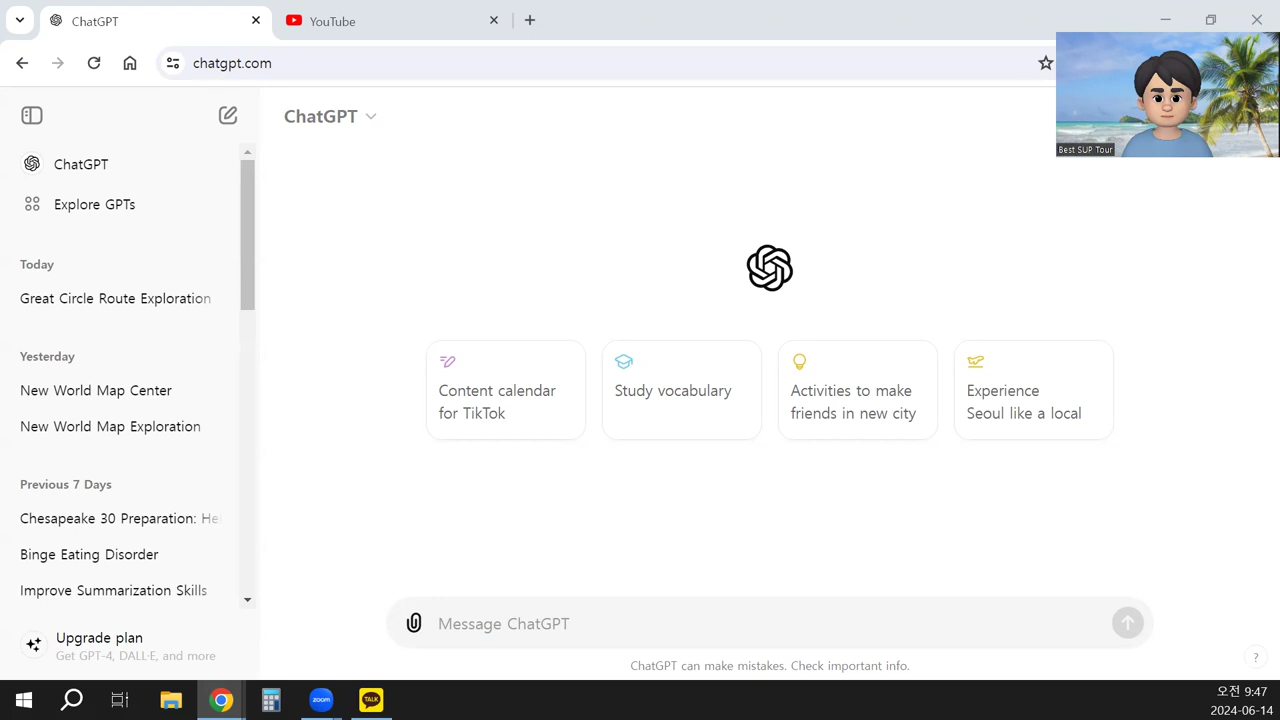 ChatGPT
YouTube
chatgpt.com
Best SUP Tour
ChatGPT
ChatGPT
Explore GPTs
Today
Great Circle Route Exploration
Yesterday
New World Map Center
New World Map Exploration
Previous 7 Days
Chesapeake 30 Preparation: He
Binge Eating Disorder
Improve Summarization Skills
Upgrade plan
Get GPT-4, DALL·E, and more
Content calendar
for TikTok
Study vocabulary
Activities to make
friends in new city
Experience
Seoul like a local
Message ChatGPT
ChatGPT can make mistakes. Check important info.
?
zoom
TALK
오전 9:47
2024-06-14